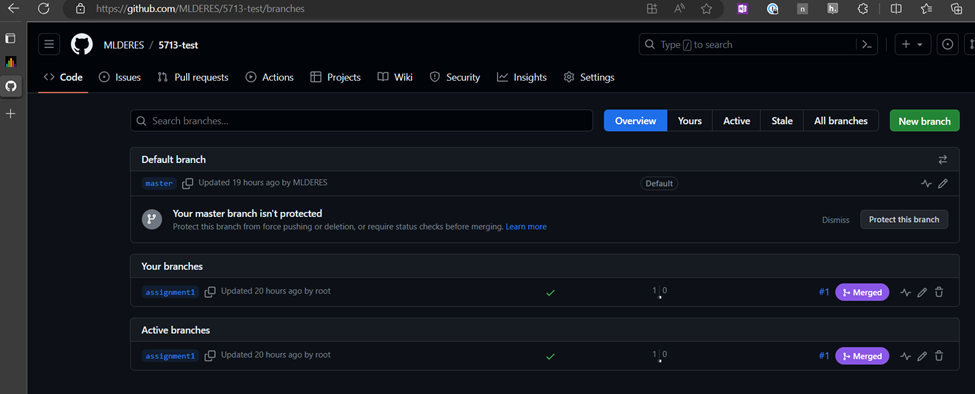 https://github.com/MLDERES/5713-test/branches
MLDERES / 5713-test
Type / to search
Code Issues Pull requests Actions Projects Wiki Security Insights Settings
Search branches...
Overview Yours Active Stale All branches New branch
Default branch
master Updated 19 hours ago by MLDERES Default
Your master branch isn't protected
Protect this branch from force pushing or deletion, or require status checks before merging. Learn more
Dismiss Protect this branch
Your branches
assignment1 Updated 20 hours ago by root 1 0 #1 Merged
Active branches
assignment1 Updated 20 hours ago by root 1 0 #1 Merged